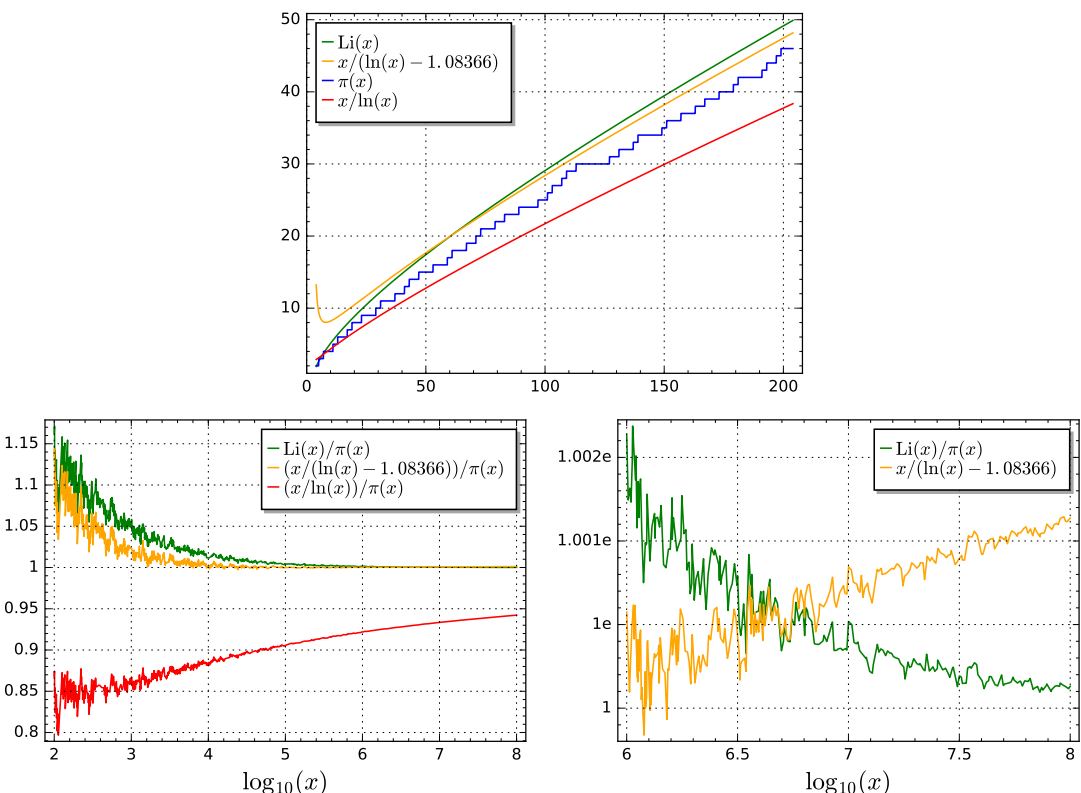 50
40
30
20
10
0
50
100
150
200
Li(x)
x/(ln(x) − 1.08366)
π(x)
x/ln(x)
1.15
1.1
1.05
1
0.95
0.9
0.85
0.8
2
3
4
5
6
7
8
log₁₀(x)
Li(x)/π(x)
(x/(ln(x) − 1.08366))/π(x)
(x/ln(x))/π(x)
1.002e
1.001e
1e
1
6
6.5
7
7.5
8
log₁₀(x)
Li(x)/π(x)
x/(ln(x) − 1.08366)